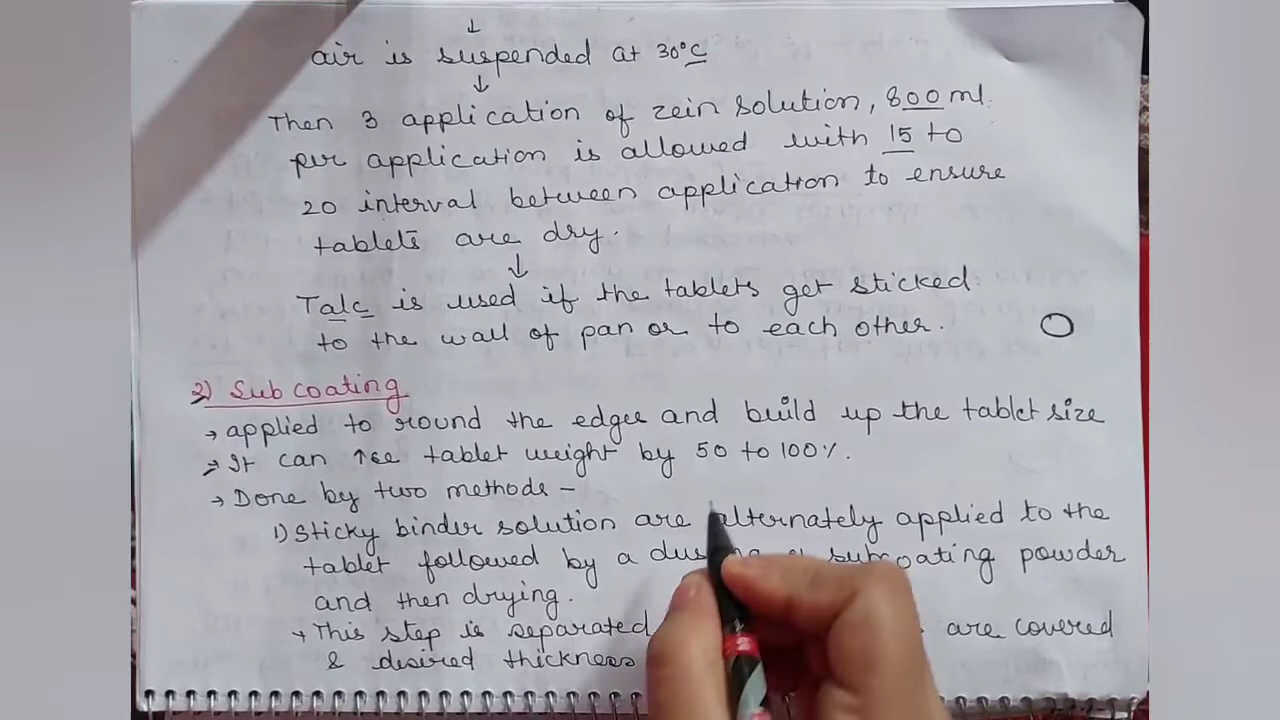 ↓
air is suspended at 30°C
↓
Then 3 application of zein solution, 800 ml.
per application is allowed with 15 to
20 interval between application to ensure
tablets are dry.
↓
Talc is used if the tablets get sticked
to the wall of pan or to each other.
2) Sub coating
→ applied to round the edges and build up the tablet size
→ It can ↑se tablet weight by 50 to 100%.
→ Done by two methods -
1) Sticky binder solution are alternately applied to the
tablet followed by a subcoating powder
and then drying.
→ This step is separated are covered
& desired thickness